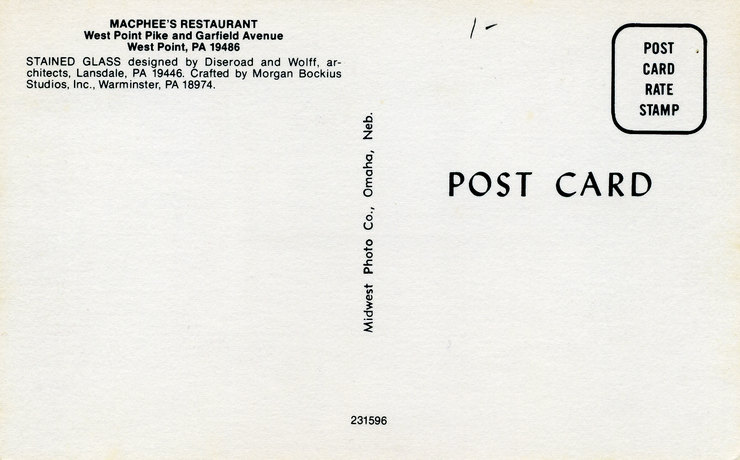 MACPHEE'S RESTAURANT
West Point Pike and Garfield Avenue
West Point, PA 19486
STAINED GLASS designed by Diseroad and Wolff, ar-
chitects, Lansdale, PA 19446. Crafted by Morgan Bockius
Studios, Inc., Warminster, PA 18974.
1-
POST
CARD
RATE
STAMP
POST CARD
Midwest Photo Co., Omaha, Neb.
231596